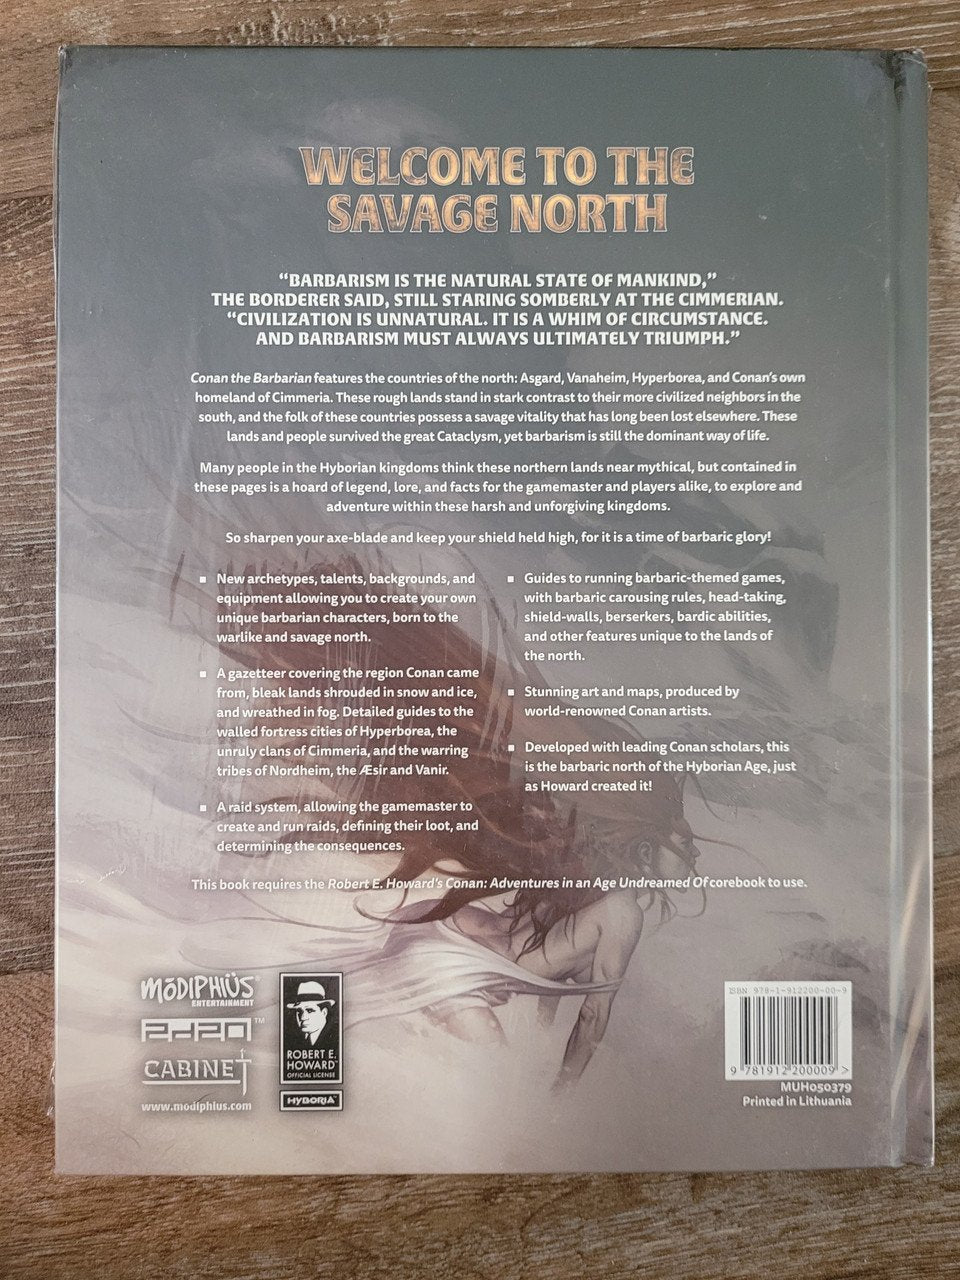 WELCOME TO THE
SAVAGE NORTH
“BARBARISM IS THE NATURAL STATE OF MANKIND,”
THE BORDERER SAID, STILL STARING SOMBERLY AT THE CIMMERIAN.
“CIVILIZATION IS UNNATURAL. IT IS A WHIM OF CIRCUMSTANCE.
AND BARBARISM MUST ALWAYS ULTIMATELY TRIUMPH.”
Conan the Barbarian features the countries of the north: Asgard, Vanaheim, Hyperborea, and Conan’s own
homeland of Cimmeria. These rough lands stand in stark contrast to their more civilized neighbors in the
south, and the folk of these countries possess a savage vitality that has long been lost elsewhere. These
lands and people survived the great Cataclysm, yet barbarism is still the dominant way of life.
Many people in the Hyborian kingdoms think these northern lands near mythical, but contained in
these pages is a hoard of legend, lore, and facts for the gamemaster and players alike, to explore and
adventure within these harsh and unforgiving kingdoms.
So sharpen your axe-blade and keep your shield held high, for it is a time of barbaric glory!
▪ New archetypes, talents, backgrounds, and
equipment allowing you to create your own
unique barbarian characters, born to the
warlike and savage north.
▪ A gazetteer covering the region Conan came
from, bleak lands shrouded in snow and ice,
and wreathed in fog. Detailed guides to the
walled fortress cities of Hyperborea, the
unruly clans of Cimmeria, and the warring
tribes of Nordheim, the Æsir and Vanir.
▪ A raid system, allowing the gamemaster to
create and run raids, defining their loot, and
determining the consequences.
▪ Guides to running barbaric-themed games,
with barbaric carousing rules, head-taking,
shield-walls, berserkers, bardic abilities,
and other features unique to the lands of
the north.
▪ Stunning art and maps, produced by
world-renowned Conan artists.
▪ Developed with leading Conan scholars, this
is the barbaric north of the Hyborian Age, just
as Howard created it!
This book requires the Robert E. Howard’s Conan: Adventures in an Age Undreamed Of corebook to use.
MŌDIPHIÜS®
ENTERTAINMENT
2d20™
CABINET
www.modiphius.com
ROBERT E.
HOWARD™
OFFICIAL LICENSE
HYBORIA™
ISBN 978-1-912200-00-9
9 781912 200009 >
MUH050379
Printed in Lithuania